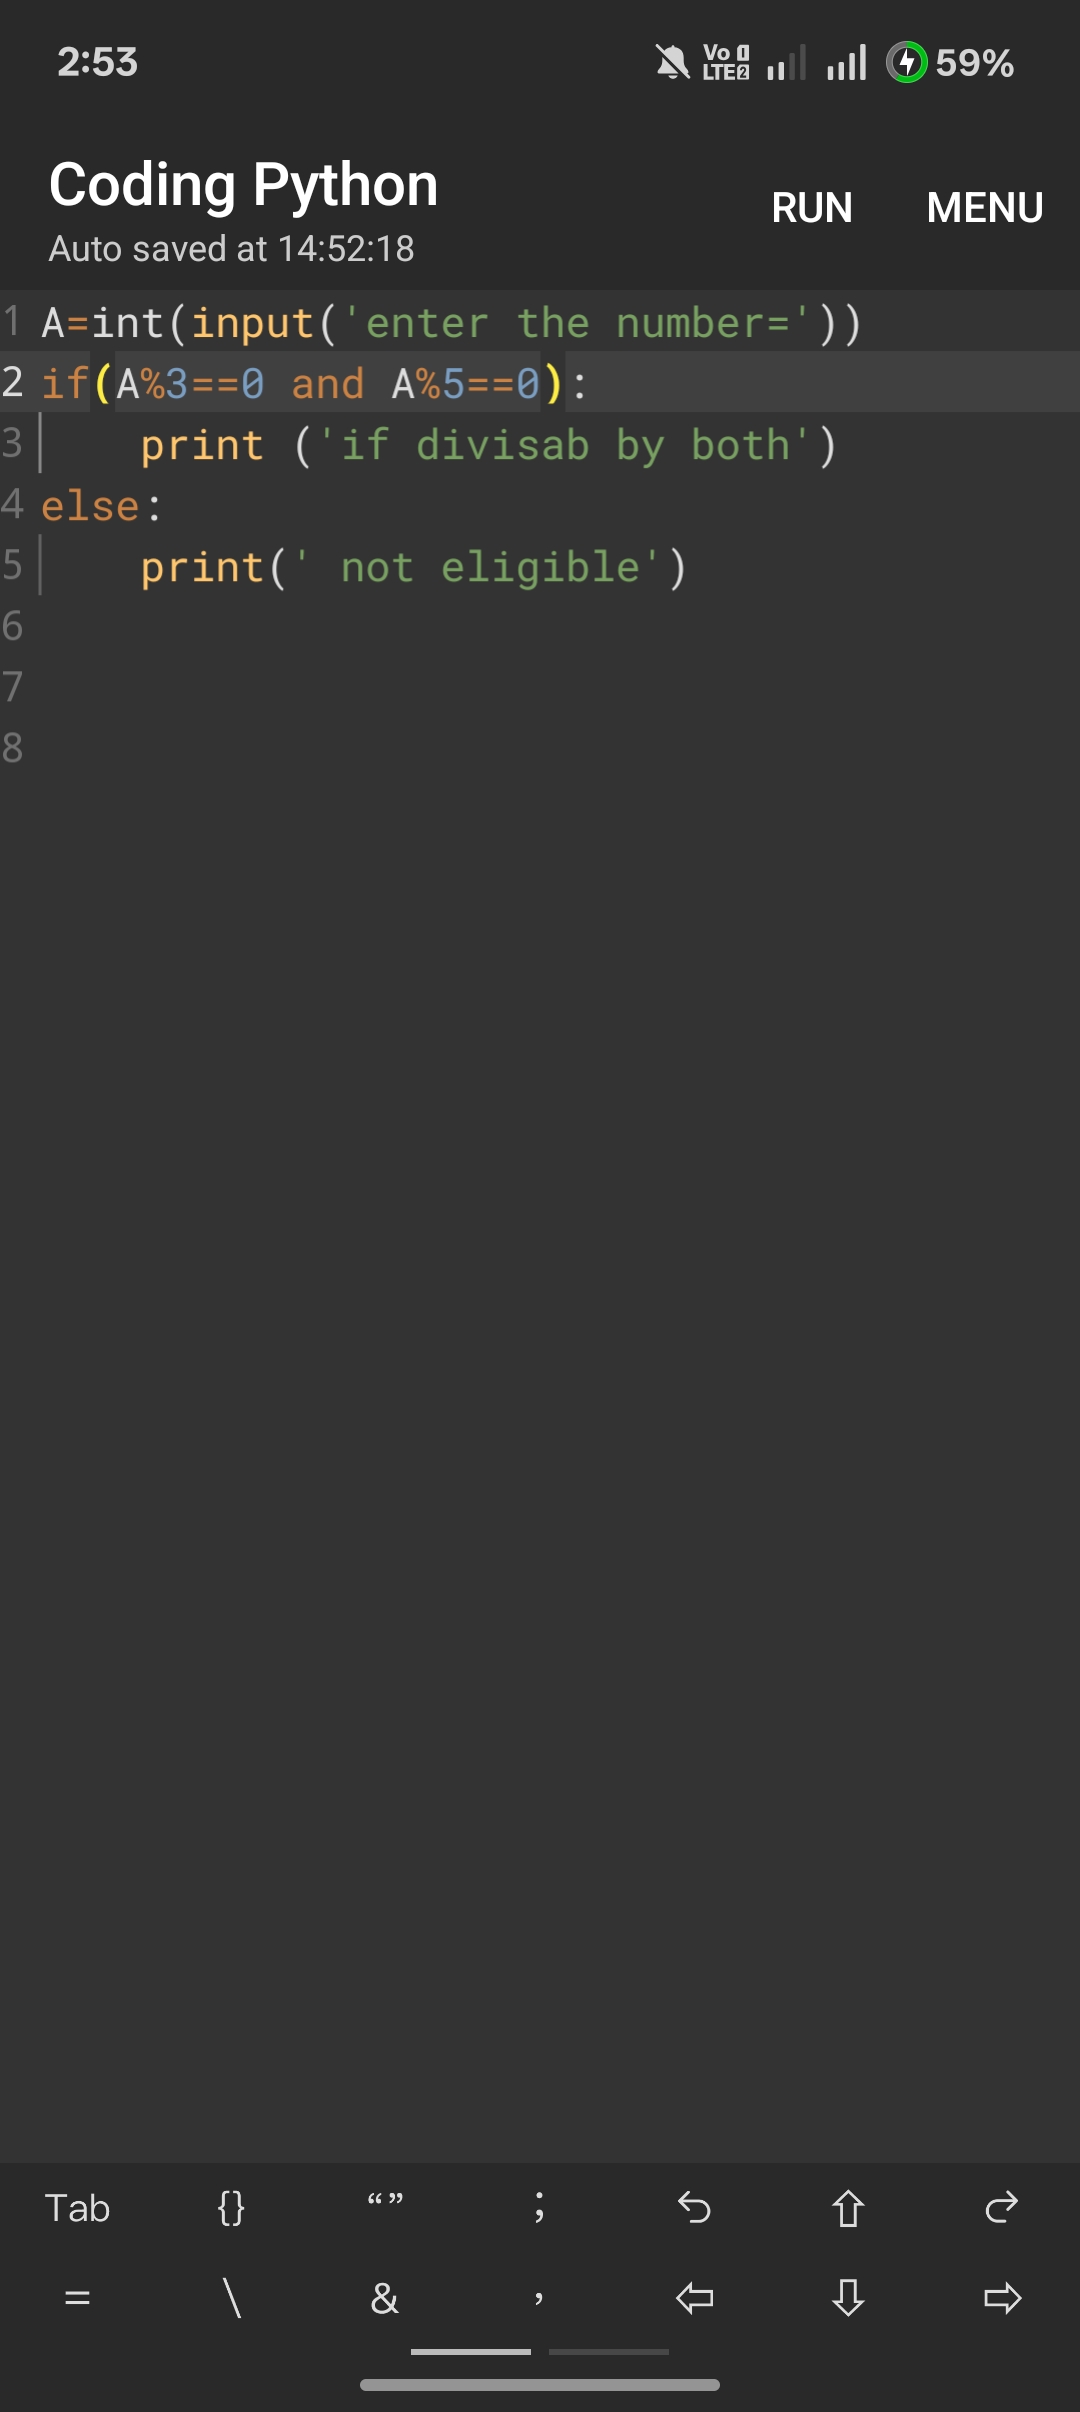 2:53 Vo 1 LTE2 59%
Coding Python
RUN MENU
Auto saved at 14:52:18
1 A=int(input('enter the number='))
2 if(A%3==0 and A%5==0):
3     print ('if divisab by both')
4 else:
5     print(' not eligible')
6
7
8
Tab {} “” ;
= \ & ,